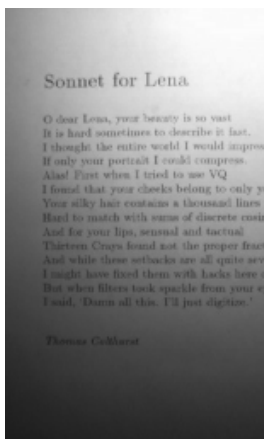 Sonnet for Lena
O dear Lena, your beauty is so vast
It is hard sometimes to describe it fast.
I thought the entire world I would impress
If only your portrait I could compress.
Alas! First when I tried to use VQ
I found that your cheeks belong to only
Your silky hair contains a thousand lines
Hard to match with sums of discrete
And for your lips, sensual and tactual
Thirteen Crays found not the proper
And while these setbacks are all quite
I might have fixed them with hacks here
But when filters took sparkle from your
I said, 'Damn all this. I'll just digitize.'
Thomas Colthurst